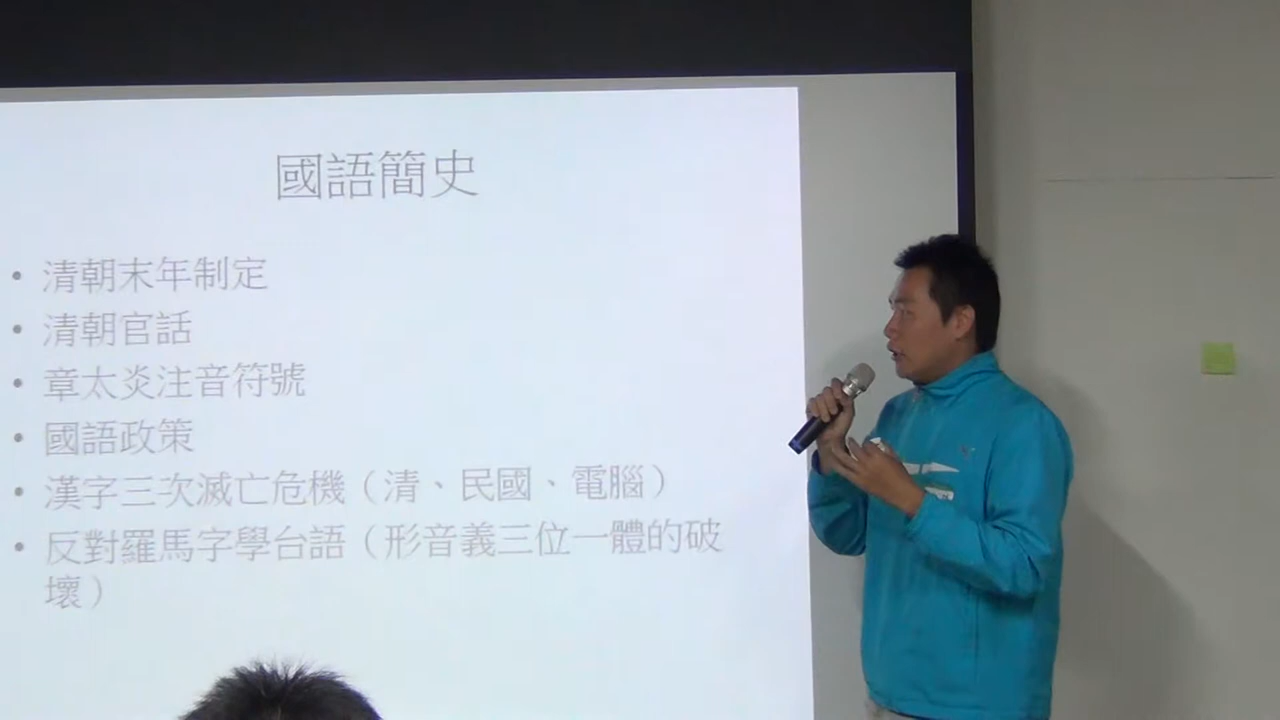 國語簡史
• 清朝末年制定
• 清朝官話
• 章太炎注音符號
• 國語政策
• 漢字三次滅亡危機（清、民國、電腦）
• 反對羅馬字學台語（形音義三位一體的破
壞）